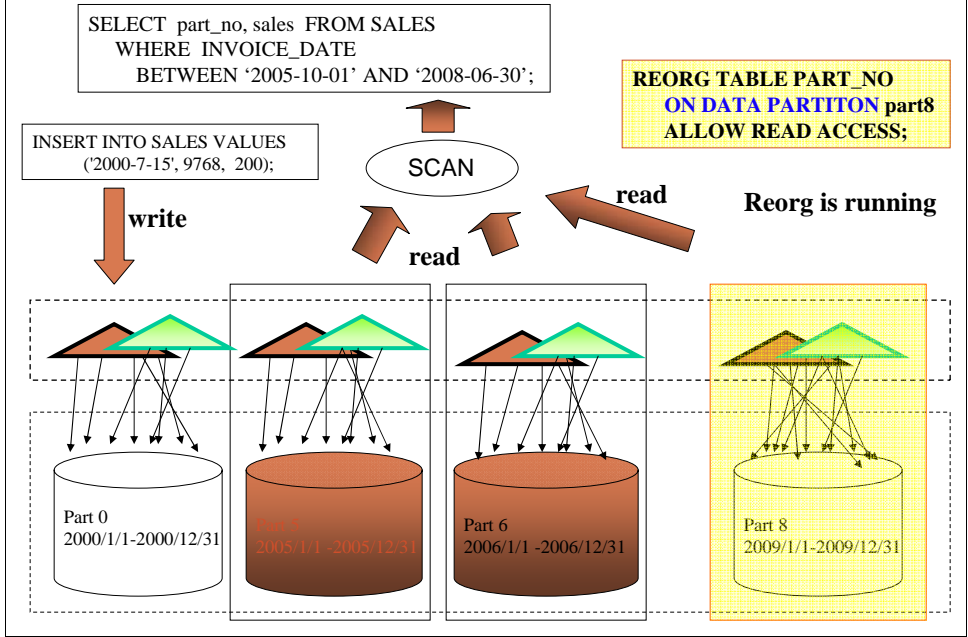 SELECT part_no, sales FROM SALES
WHERE INVOICE_DATE
BETWEEN ‘2005-10-01’ AND ‘2008-06-30’;
REORG TABLE PART_NO
ON DATA PARTITON part8
ALLOW READ ACCESS;
INSERT INTO SALES VALUES
('2000-7-15', 9768, 200);
SCAN
write
read
read
Reorg is running
Part 0
2000/1/1-2000/12/31
Part
2005/1/1 -2005/12/31
Part 6
2006/1/1 -2006/12/31
Part 8
2009/1/1-2009/12/31